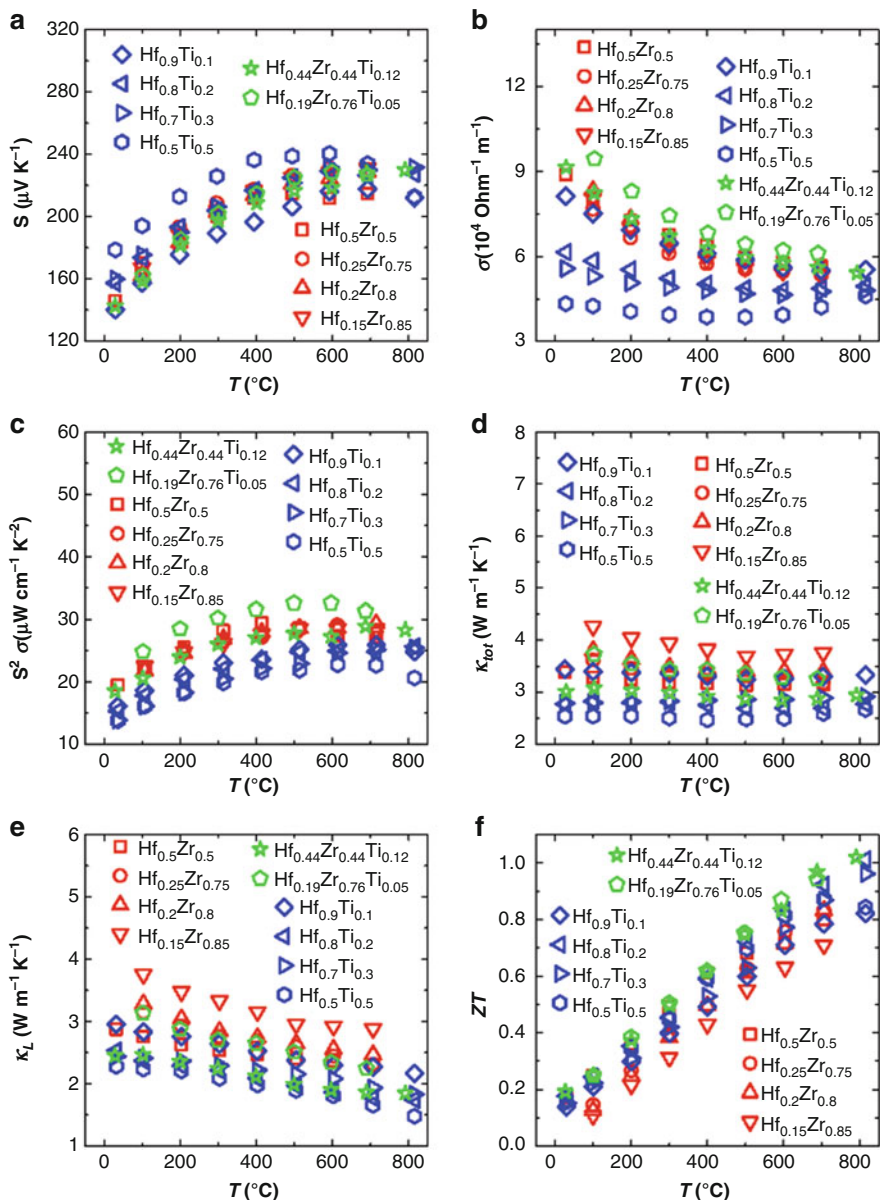 a
S (μV K⁻¹)
320
280
240
200
160
120
Hf0.9Ti0.1
Hf0.8Ti0.2
Hf0.7Ti0.3
Hf0.5Ti0.5
Hf0.44Zr0.44Ti0.12
Hf0.19Zr0.76Ti0.05
Hf0.5Zr0.5
Hf0.25Zr0.75
Hf0.2Zr0.8
Hf0.15Zr0.85
0 200 400 600 800
T (°C)
b
σ(10⁴ Ohm⁻¹ m⁻¹)
12
9
6
3
Hf0.5Zr0.5
Hf0.25Zr0.75
Hf0.2Zr0.8
Hf0.15Zr0.85
Hf0.9Ti0.1
Hf0.8Ti0.2
Hf0.7Ti0.3
Hf0.5Ti0.5
Hf0.44Zr0.44Ti0.12
Hf0.19Zr0.76Ti0.05
0 200 400 600 800
T (°C)
c
S² σ(μW cm⁻¹ K⁻²)
60
50
40
30
20
10
Hf0.44Zr0.44Ti0.12
Hf0.19Zr0.76Ti0.05
Hf0.5Zr0.5
Hf0.25Zr0.75
Hf0.2Zr0.8
Hf0.15Zr0.85
Hf0.9Ti0.1
Hf0.8Ti0.2
Hf0.7Ti0.3
Hf0.5Ti0.5
0 200 400 600 800
T (°C)
d
κtot (W m⁻¹ K⁻¹)
8
7
6
5
4
3
2
Hf0.9Ti0.1
Hf0.8Ti0.2
Hf0.7Ti0.3
Hf0.5Ti0.5
Hf0.5Zr0.5
Hf0.25Zr0.75
Hf0.2Zr0.8
Hf0.15Zr0.85
Hf0.44Zr0.44Ti0.12
Hf0.19Zr0.76Ti0.05
0 200 400 600 800
T (°C)
e
κL (W m⁻¹ K⁻¹)
6
5
4
3
2
1
Hf0.5Zr0.5
Hf0.25Zr0.75
Hf0.2Zr0.8
Hf0.15Zr0.85
Hf0.44Zr0.44Ti0.12
Hf0.19Zr0.76Ti0.05
Hf0.9Ti0.1
Hf0.8Ti0.2
Hf0.7Ti0.3
Hf0.5Ti0.5
0 200 400 600 800
T (°C)
f
ZT
1.0
0.8
0.6
0.4
0.2
0.0
Hf0.44Zr0.44Ti0.12
Hf0.19Zr0.76Ti0.05
Hf0.9Ti0.1
Hf0.8Ti0.2
Hf0.7Ti0.3
Hf0.5Ti0.5
Hf0.5Zr0.5
Hf0.25Zr0.75
Hf0.2Zr0.8
Hf0.15Zr0.85
0 200 400 600 800
T (°C)